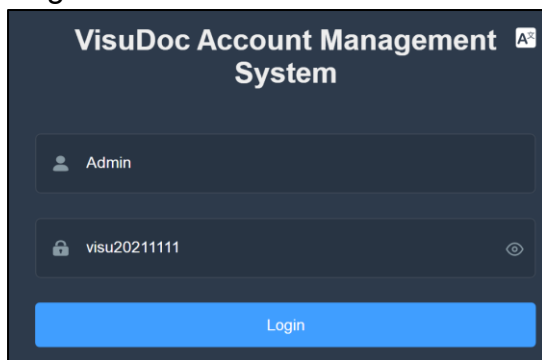 VisuDoc Account Management
System
Admin
visu20211111
Login